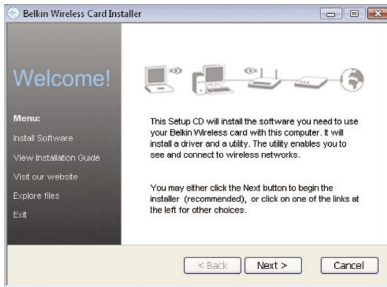 Belkin Wireless Card Installer
Welcome!
Menu:
Install Software
View Installation Guide
Visit our website
Explore files
Exit
This Setup CD will install the software you need to use
your Belkin Wireless card with this computer. It will
install a driver and a utility. The utility enables you to
see and connect to wireless networks.
You may either click the Next button to begin the
installer (recommended), or click on one of the links at
the left for other choices.
< Back
Next >
Cancel